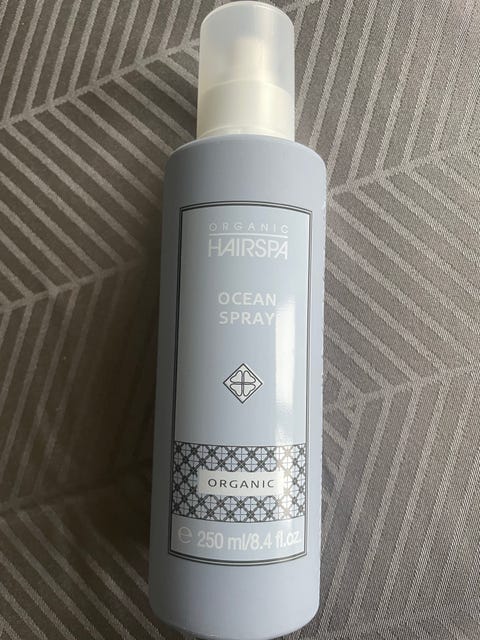 ORGANIC
HAIRSPA
OCEAN
SPRAY
ORGANIC
℮ 250 ml/8.4 fl.oz.